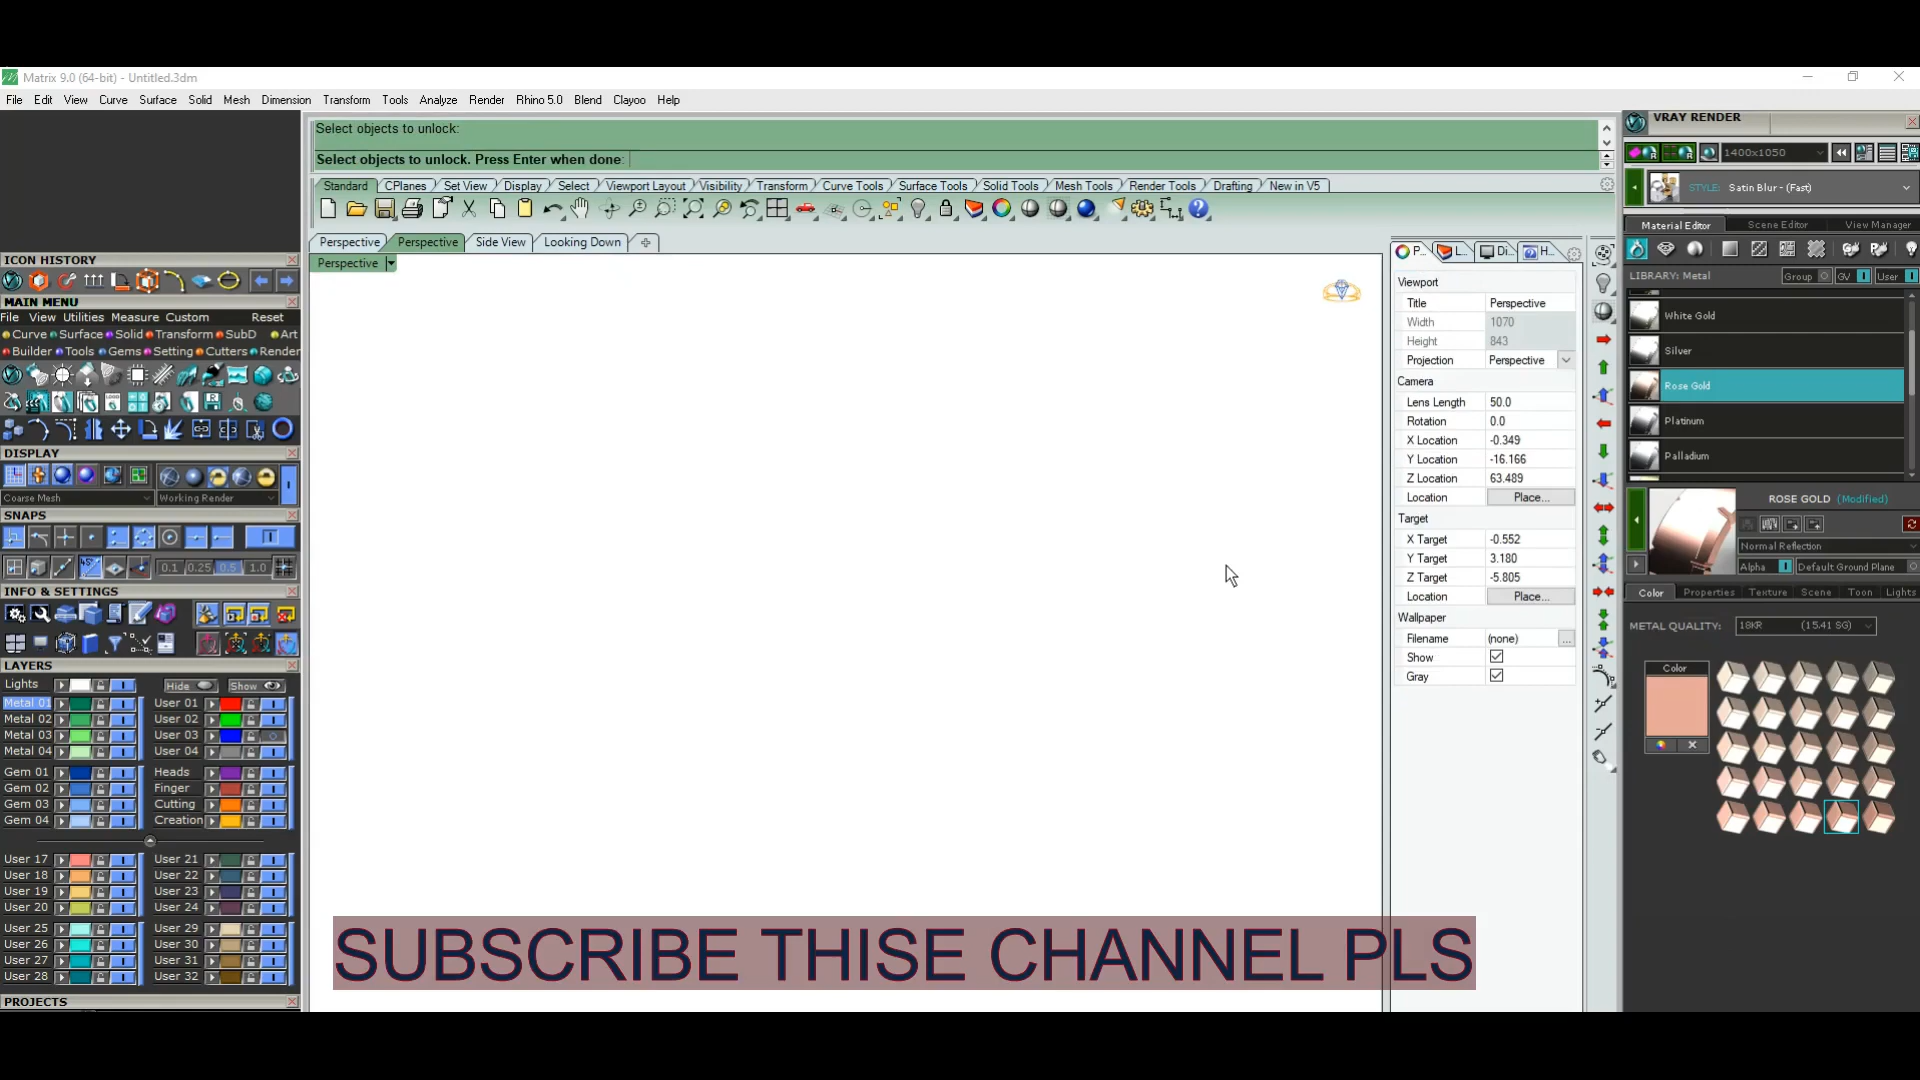 Matrix 9.0 (64-bit) - Untitled.3dm
File Edit View Curve Surface Solid Mesh Dimension Transform Tools Analyze Render Rhino 5.0 Blend Clayoo Help
Select objects to unlock:
Select objects to unlock. Press Enter when done:
Standard CPlanes Set View Display Select Viewport Layout Visibility Transform Curve Tools Surface Tools Solid Tools Mesh Tools Render Tools Drafting New in V5
Perspective Perspective Side View Looking Down
Perspective
ICON HISTORY
MAIN MENU
File View Utilities Measure Custom Reset
Curve Surface Solid Transform SubD Art
Builder Tools Gems Setting Cutters Render
DISPLAY
Coarse Mesh Working Render
SNAPS
45°
0.1 0.25 0.5 1.0
INFO & SETTINGS
LAYERS
Lights Hide Show
Metal 01 User 01
Metal 02 User 02
Metal 03 User 03
Metal 04 User 04
Gem 01 Heads
Gem 02 Finger
Gem 03 Cutting
Gem 04 Creation
User 17 User 21
User 18 User 22
User 19 User 23
User 20 User 24
User 25 User 29
User 26 User 30
User 27 User 31
User 28 User 32
PROJECTS
P... L... Di... H...
Viewport
Title Perspective
Width 1070
Height 843
Projection Perspective
Camera
Lens Length 50.0
Rotation 0.0
X Location -0.349
Y Location -16.166
Z Location 63.489
Location Place...
Target
X Target -0.552
Y Target 3.180
Z Target -5.805
Location Place...
Wallpaper
Filename (none) ...
Show
Gray
VRAY RENDER
1400x1050
STYLE: Satin Blur - (Fast)
Material Editor Scene Editor View Manager
LIBRARY: Metal Group GV User
White Gold
Silver
Rose Gold
Platinum
Palladium
ROSE GOLD (Modified)
Normal Reflection
Alpha Default Ground Plane
Color Properties Texture Scene Toon Lights
METAL QUALITY: 18KR (15.41 SG)
Color
SUBSCRIBE THISE CHANNEL PLS